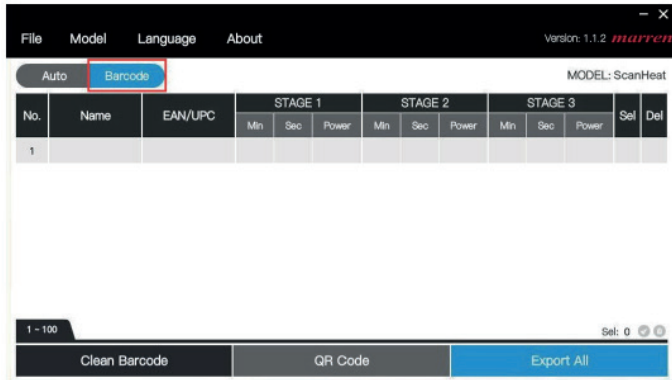 File Model Language About Version: 1.1.2 marren
Auto Barcode MODEL: ScanHeat
No. Name EAN/UPC STAGE 1 STAGE 2 STAGE 3 Sel Del
Min Sec Power Min Sec Power Min Sec Power
1
1 ~ 100 Sel: 0
Clean Barcode QR Code Export All